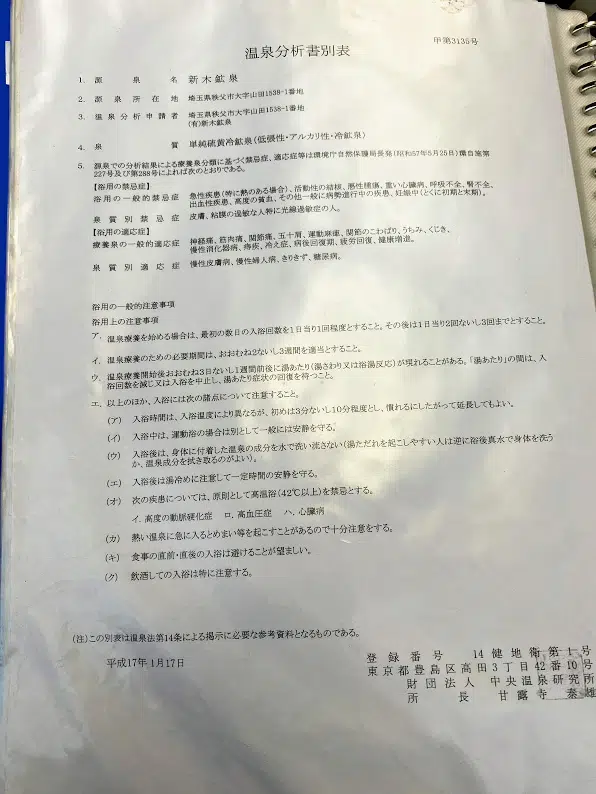 甲第3135号
温泉分析書別表
1. 源泉名 新木鉱泉
2. 源泉所在地 埼玉県秩父市大字山田1538-1番地
3. 温泉分析申請者 埼玉県秩父市大字山田1538-1番地
(有)新木鉱泉
4. 泉質 単純硫黄冷鉱泉(低張性・アルカリ性・冷鉱泉)
5. 源泉での分析結果による療養泉分類に基づく禁忌症、適応症等は環境庁自然保護局長発(昭和57年5月25日)環自施第
227号及び第288号によれば次のとおりである。
【浴用の禁忌症】
浴用の一般的禁忌症 急性疾患(特に熱のある場合)、活動性の結核、悪性腫瘍、重い心臓病、呼吸不全、腎不全、
出血性疾患、高度の貧血、その他一般に病勢進行中の疾患、妊娠中(とくに初期と末期)。
泉質別禁忌症 皮膚、粘膜の過敏な人特に光線過敏症の人。
【浴用の適応症】
療養泉の一般的適応症 神経痛、筋肉痛、関節痛、五十肩、運動麻痺、関節のこわばり、うちみ、くじき、
慢性消化器病、痔疾、冷え症、病後回復期、疲労回復、健康増進。
泉質別適応症 慢性皮膚病、慢性婦人病、きりきず、糖尿病。
浴用の一般的注意事項
浴用上の注意事項
ア. 温泉療養を始める場合は、最初の数日の入浴回数を1日当り1回程度とすること。その後は1日当り2回ないし3回までとすること。
イ. 温泉療養のための必要期間は、おおむね2ないし3週間を適当とすること。
ウ. 温泉療養開始後おおむね3日ないし1週間前後に湯あたり(湯さわり又は浴湯反応)が現れることがある。「湯あたり」の間は、入
浴回数を減じ又は入浴を中止し、湯あたり症状の回復を待つこと。
エ. 以上のほか、入浴には次の諸点について注意すること。
(ア) 入浴時間は、入浴温度により異なるが、初めは3分ないし10分程度とし、慣れるにしたがって延長してもよい。
(イ) 入浴中は、運動浴の場合は別として一般には安静を守る。
(ウ) 入浴後は、身体に付着した温泉の成分を水で洗い流さない(湯ただれを起こしやすい人は逆に浴後真水で身体を洗う
か、温泉成分を拭き取るのがよい)。
(エ) 入浴後は湯冷めに注意して一定時間の安静を守る。
(オ) 次の疾患については、原則として高温浴(42℃以上)を禁忌とする。
イ. 高度の動脈硬化症 ロ. 高血圧症 ハ. 心臓病
(カ) 熱い温泉に急に入るとめまい等を起こすことがあるので十分注意をする。
(キ) 食事の直前・直後の入浴は避けることが望ましい。
(ク) 飲酒しての入浴は特に注意する。
(注)この別表は温泉法第14条による掲示に必要な参考資料となるものである。
平成17年1月17日
登録番号 14健地衛第1号
東京都豊島区高田3丁目42番10号
財団法人 中央温泉研究所
所長 甘露寺泰雄